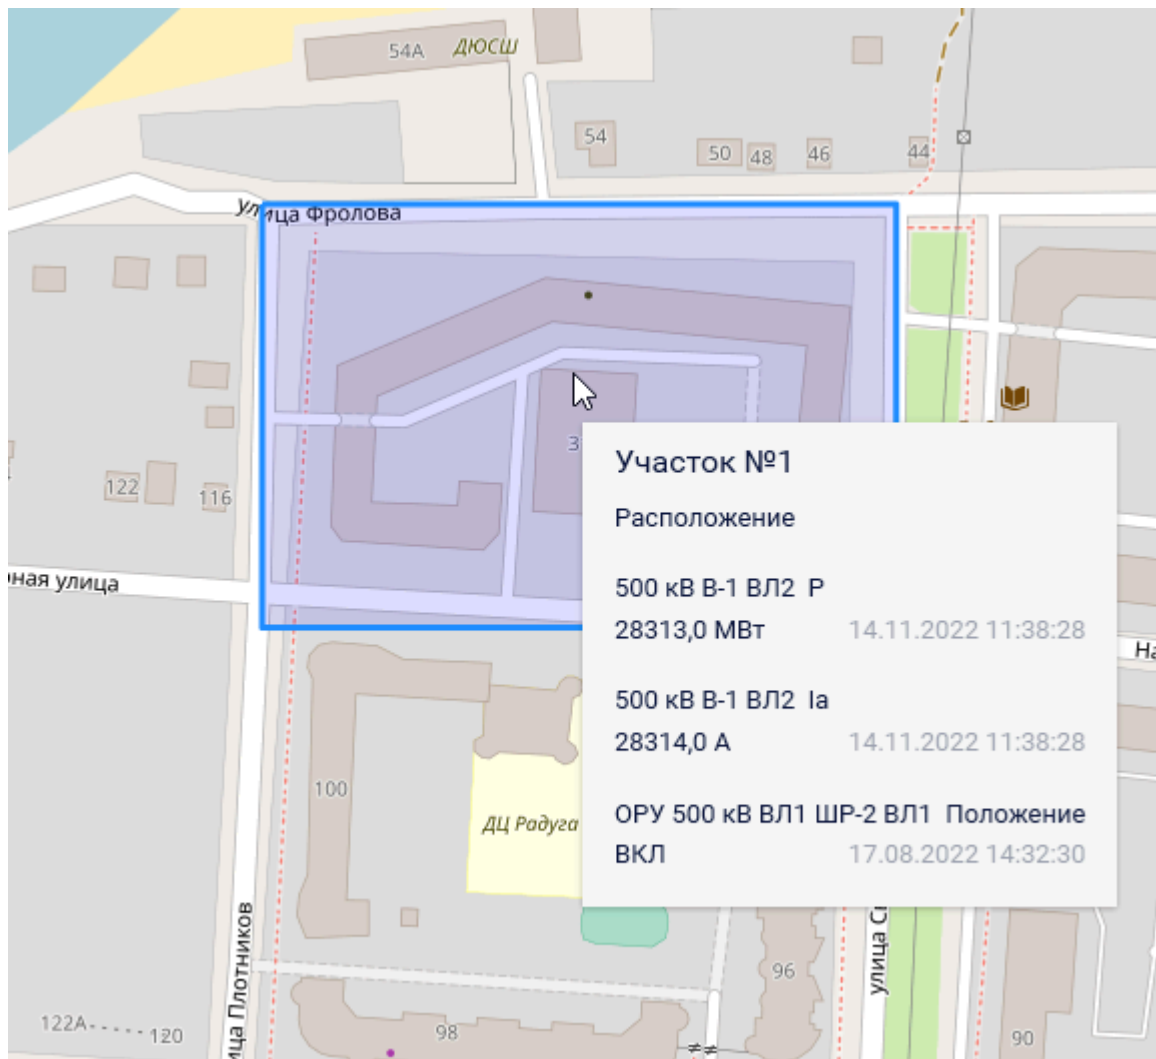 54А
ДЮСШ
54
50
48
46
44
улица Фролова
122
116
Участок №1
Расположение
500 кВ В-1 ВЛ2 P
28313,0 МВт 14.11.2022 11:38:28
500 кВ В-1 ВЛ2 Ia
28314,0 А 14.11.2022 11:38:28
ОРУ 500 кВ ВЛ1 ШР-2 ВЛ1 Положение
ВКЛ 17.08.2022 14:32:30
ная улица
100
ДЦ Радуга
ица Плотников
улица
96
98
90
122А
120